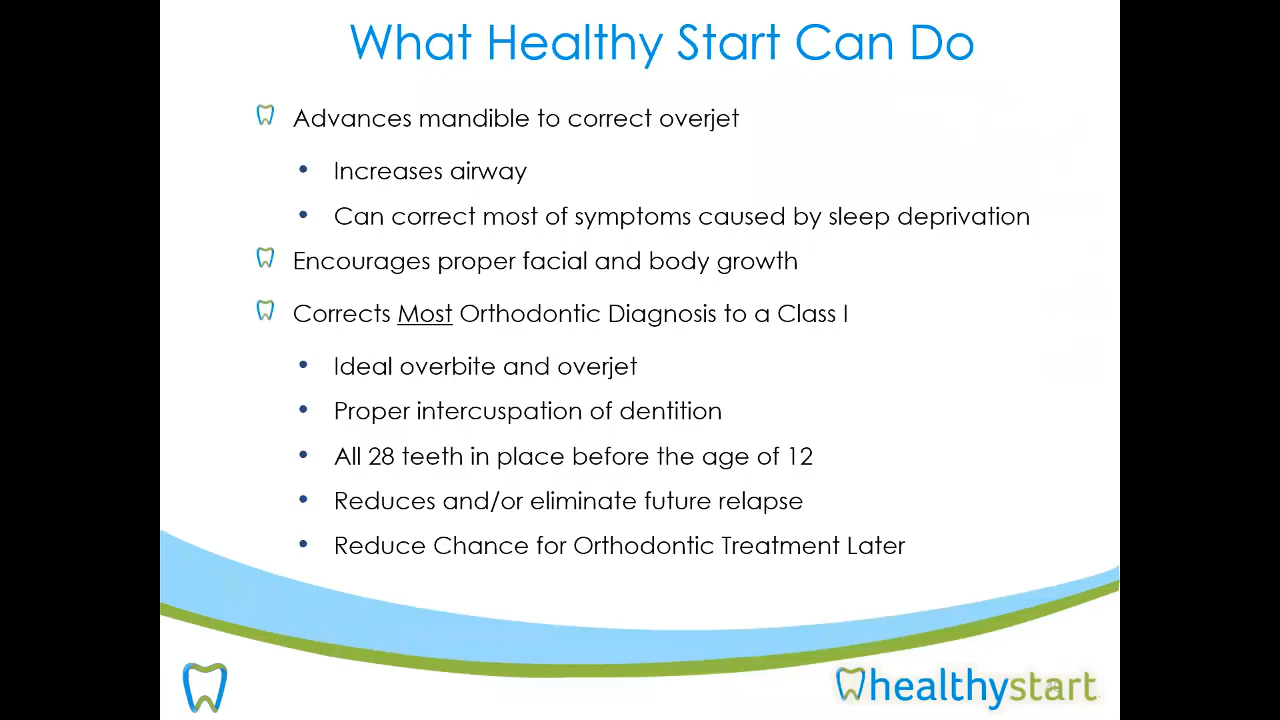 What Healthy Start Can Do
Advances mandible to correct overjet
• Increases airway
• Can correct most of symptoms caused by sleep deprivation
Encourages proper facial and body growth
Corrects Most Orthodontic Diagnosis to a Class I
• Ideal overbite and overjet
• Proper intercuspation of dentition
• All 28 teeth in place before the age of 12
• Reduces and/or eliminate future relapse
• Reduce Chance for Orthodontic Treatment Later
healthystart